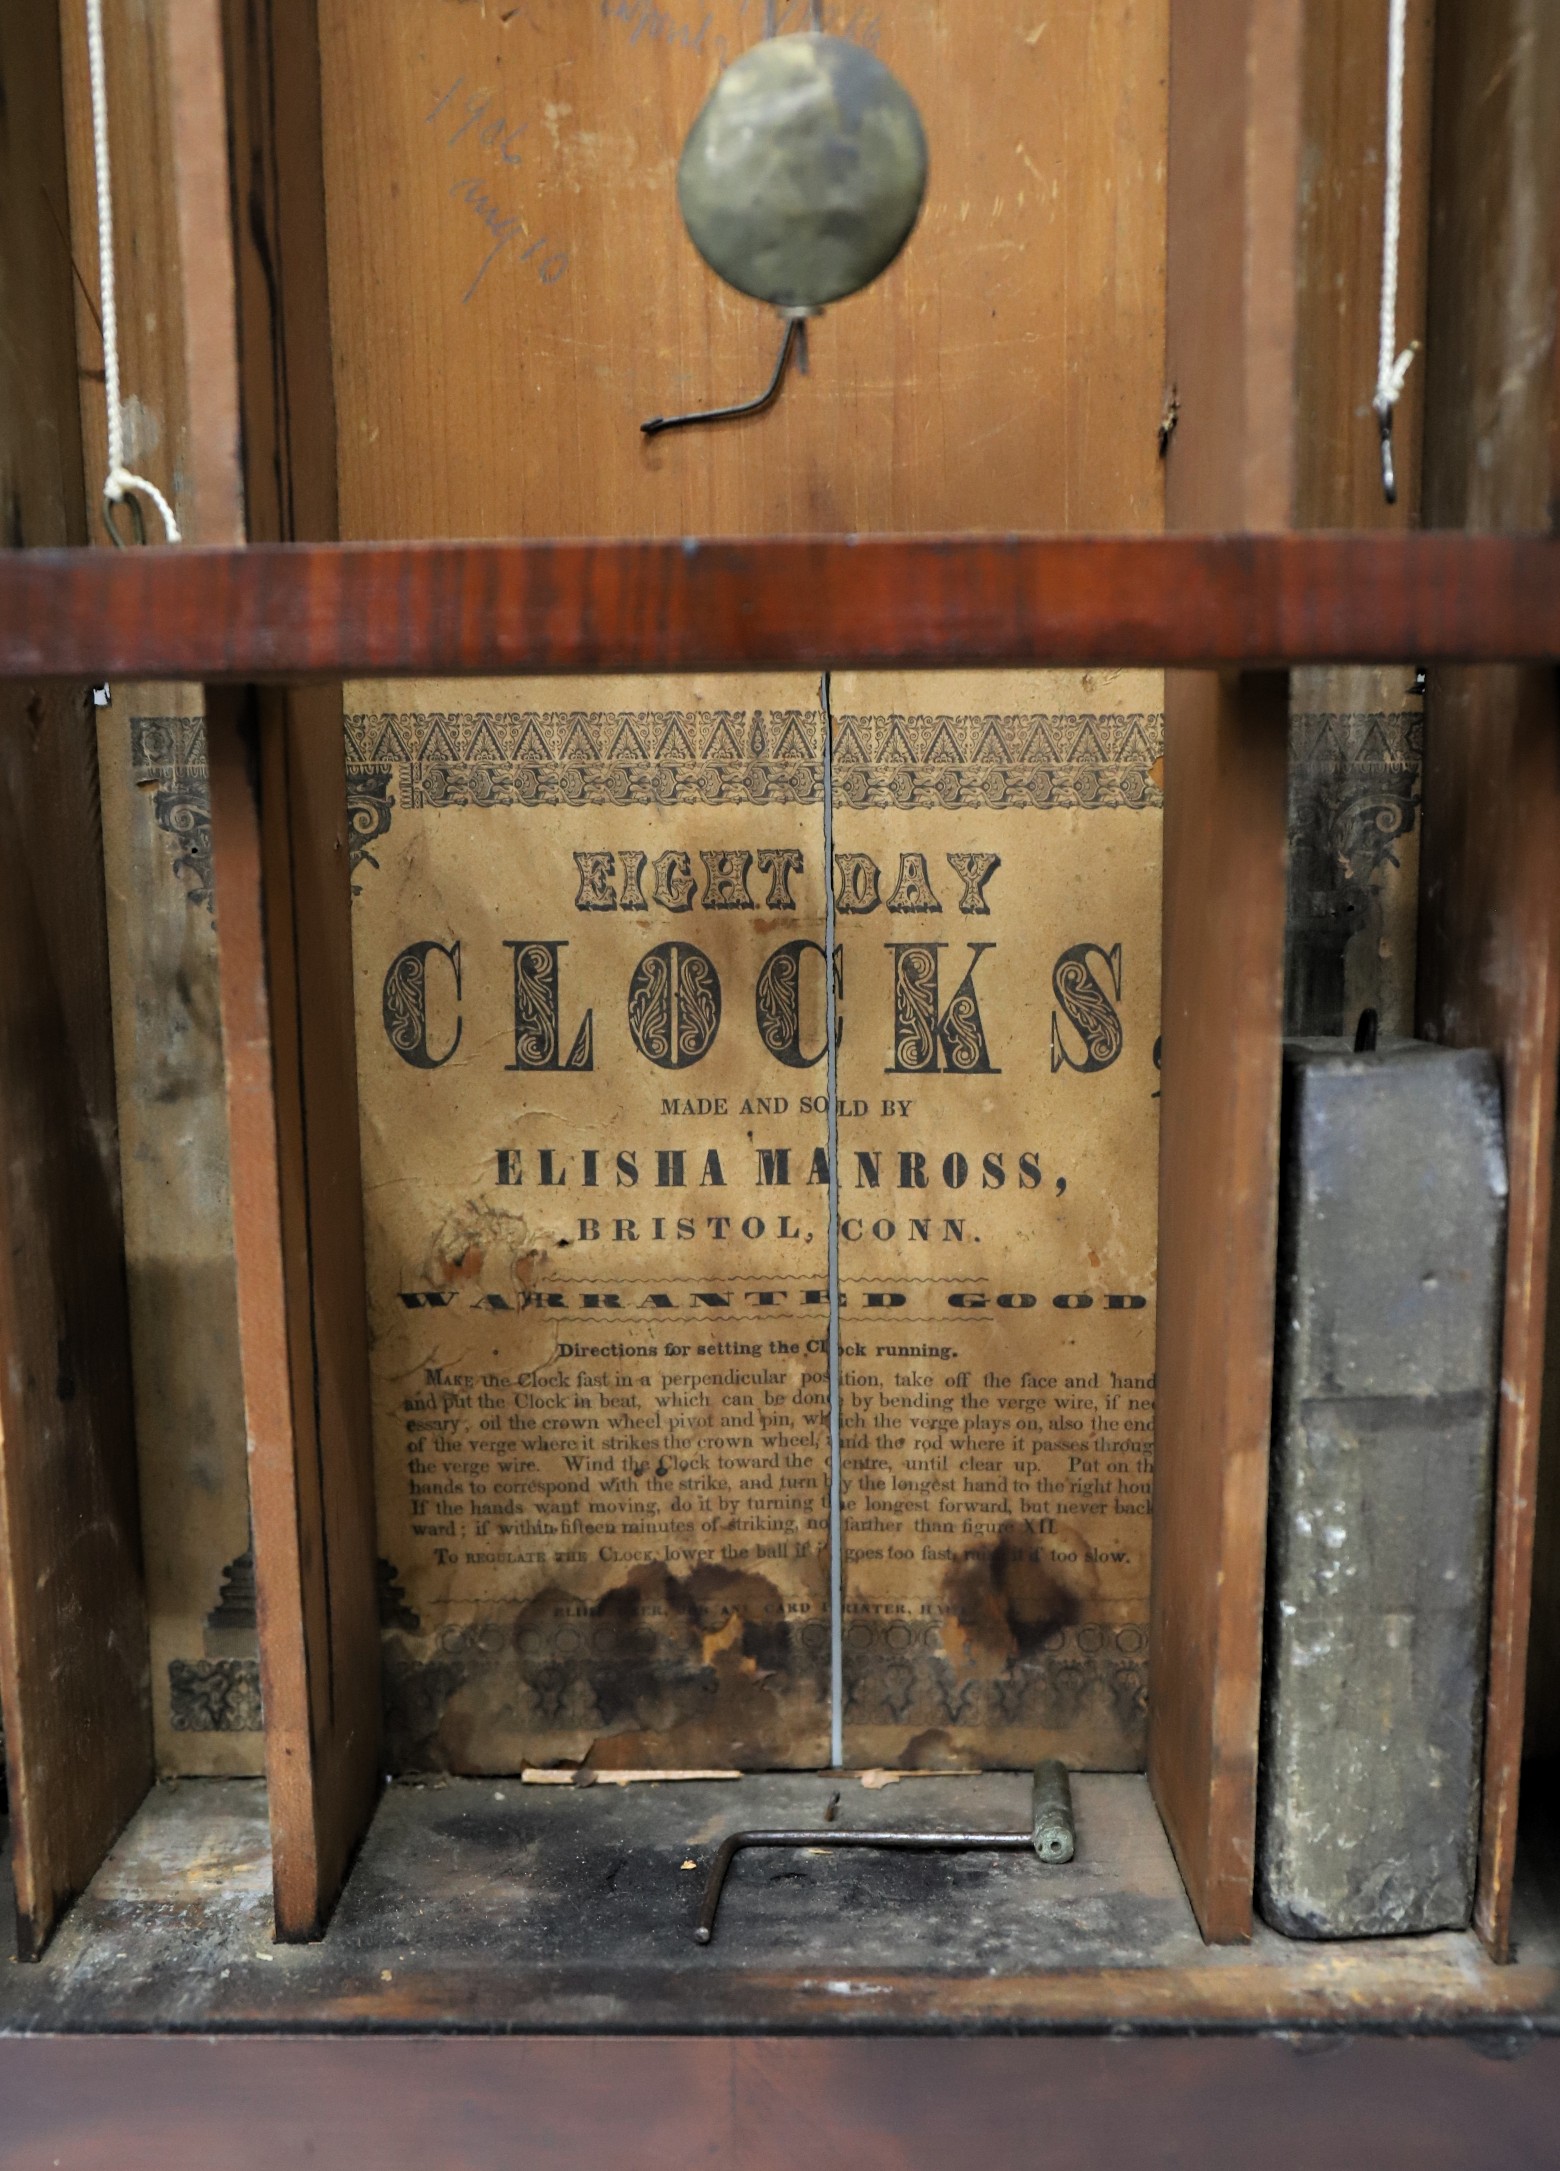 1906
aug 10
EIGHT DAY
CLOCKS,
MADE AND SOLD BY
ELISHA MANROSS,
BRISTOL, CONN.
WARRANTED GOOD
Directions for setting the Clock running.
MAKE the Clock fast in a perpendicular position, take off the face and hand
and put the Clock in beat, which can be done by bending the verge wire, if nec
essary, oil the crown wheel pivot and pin, which the verge plays on, also the end
of the verge where it strikes the crown wheel, and the rod where it passes throug
the verge wire. Wind the Clock toward the centre, until clear up. Put on th
hands to correspond with the strike, and turn by the longest hand to the right hou
If the hands want moving, do it by turning the longest forward, but never back
ward; if within fifteen minutes of striking, no farther than figure XII
TO REGULATE THE CLOCK, lower the ball if it goes too fast, raise it if too slow.
AND CARD PRINTER,